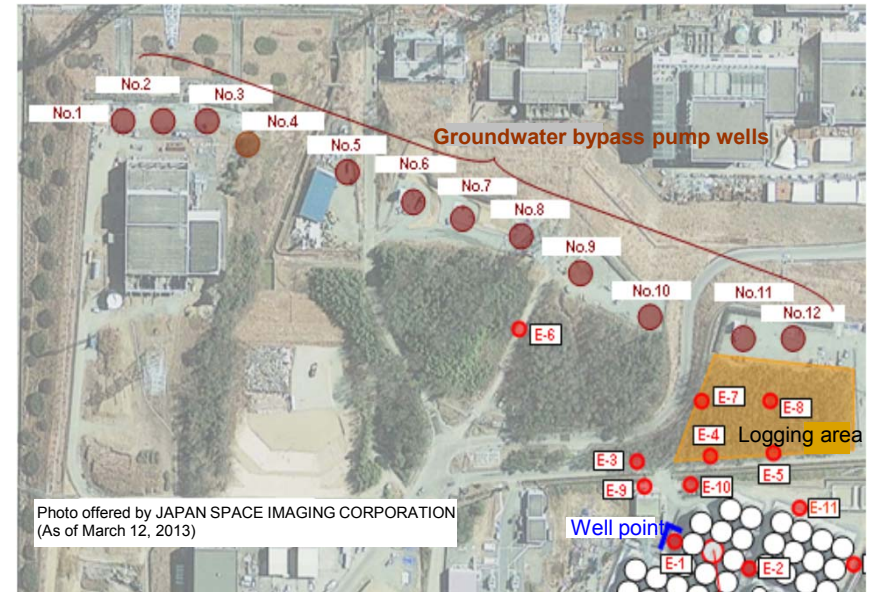 No.2
No.1
No.3
No.4
No.5
Groundwater bypass pump wells
No.6
No.7
No.8
No.9
No.10
No.11
No.12
E-6
E-7
E-8
E-4
Logging area
E-3
E-5
E-9
E-10
E-11
Photo offered by JAPAN SPACE IMAGING CORPORATION
(As of March 12, 2013)
Well point
E-1
E-2